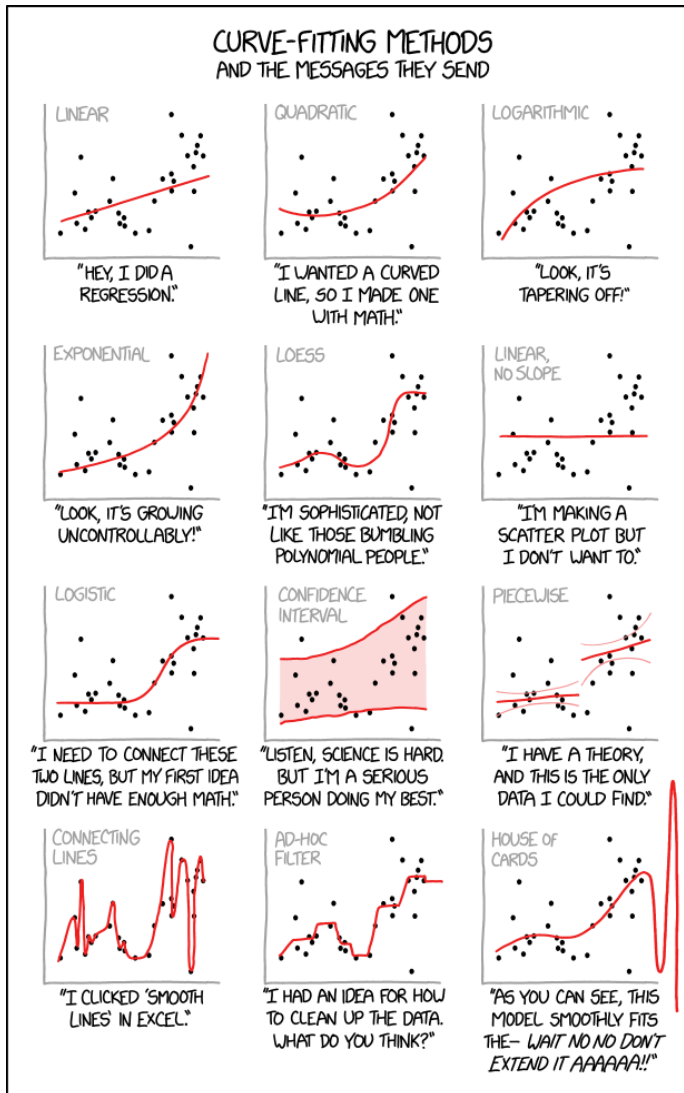 CURVE-FITTING METHODS
AND THE MESSAGES THEY SEND
LINEAR
"HEY, I DID A
REGRESSION."
QUADRATIC
"I WANTED A CURVED
LINE, SO I MADE ONE
WITH MATH."
LOGARITHMIC
"LOOK, IT'S
TAPERING OFF!"
EXPONENTIAL
"LOOK, IT'S GROWING
UNCONTROLLABLY!"
LOESS
"I'M SOPHISTICATED, NOT
LIKE THOSE BUMBLING
POLYNOMIAL PEOPLE."
LINEAR,
NO SLOPE
"I'M MAKING A
SCATTER PLOT BUT
I DON'T WANT TO."
LOGISTIC
"I NEED TO CONNECT THESE
TWO LINES, BUT MY FIRST IDEA
DIDN'T HAVE ENOUGH MATH."
CONFIDENCE
INTERVAL
"LISTEN, SCIENCE IS HARD.
BUT I'M A SERIOUS
PERSON DOING MY BEST."
PIECEWISE
"I HAVE A THEORY,
AND THIS IS THE ONLY
DATA I COULD FIND."
CONNECTING
LINES
"I CLICKED 'SMOOTH
LINES' IN EXCEL."
AD-HOC
FILTER
"I HAD AN IDEA FOR HOW
TO CLEAN UP THE DATA.
WHAT DO YOU THINK?"
HOUSE OF
CARDS
"AS YOU CAN SEE, THIS
MODEL SMOOTHLY FITS
THE- WAIT NO NO DON'T
EXTEND IT AAAAAA!!"